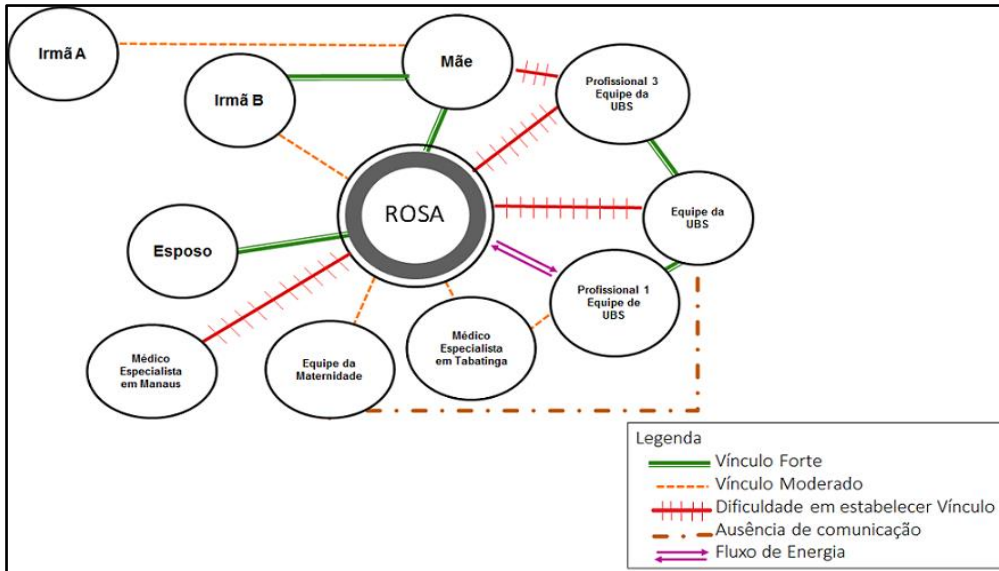 Irmã A
Mãe
Irmã B
Profissional 3
Equipe da
UBS
ROSA
Equipe da
UBS
Esposo
Profissional 1
Equipe de
UBS
Médico
Especialista
em Manaus
Equipe da
Maternidade
Médico
Especialista
em Tabatinga
Legenda
Vínculo Forte
Vínculo Moderado
Dificuldade em estabelecer Vínculo
Ausência de comunicação
Fluxo de Energia